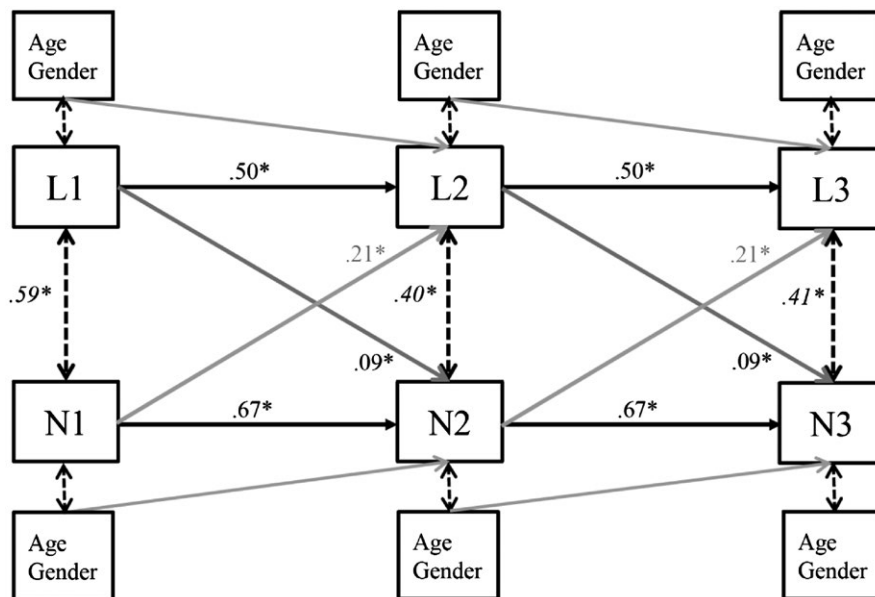 Age
Gender
Age
Gender
Age
Gender
L1
.50*
L2
.50*
L3
.59*
.21*
.40*
.21*
.41*
.09*
.09*
N1
.67*
N2
.67*
N3
Age
Gender
Age
Gender
Age
Gender